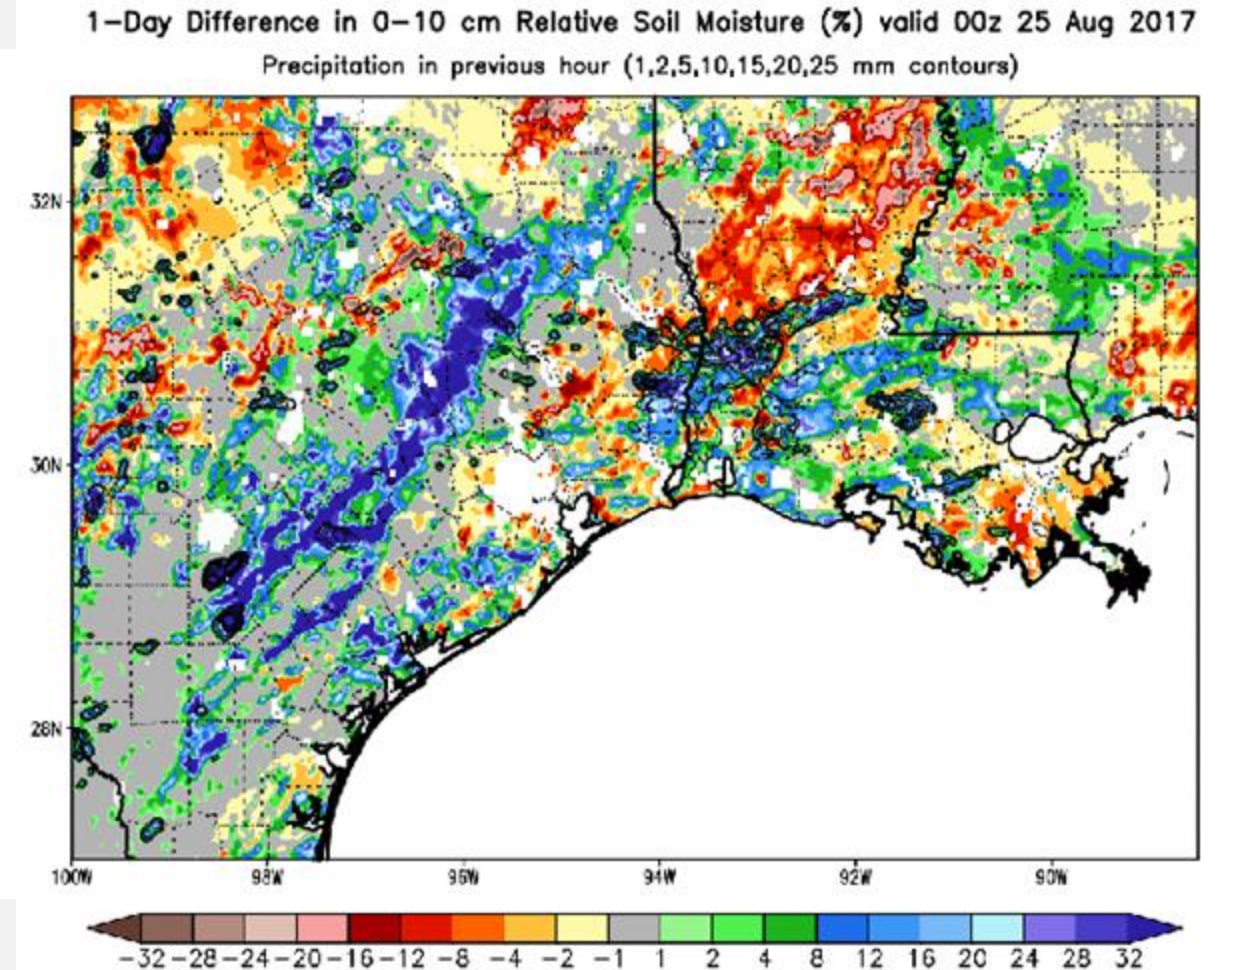 1-Day Difference in 0-10 cm Relative Soil Moisture (%) valid 00z 25 Aug 2017
Precipitation in previous hour (1,2,5,10,15,20,25 mm contours)
32N
30N
28N
100W 98W 96W 94W 92W 90W
-32 -28 -24 -20 -16 -12 -8 -4 -2 -1 1 2 4 8 12 16 20 24 28 32